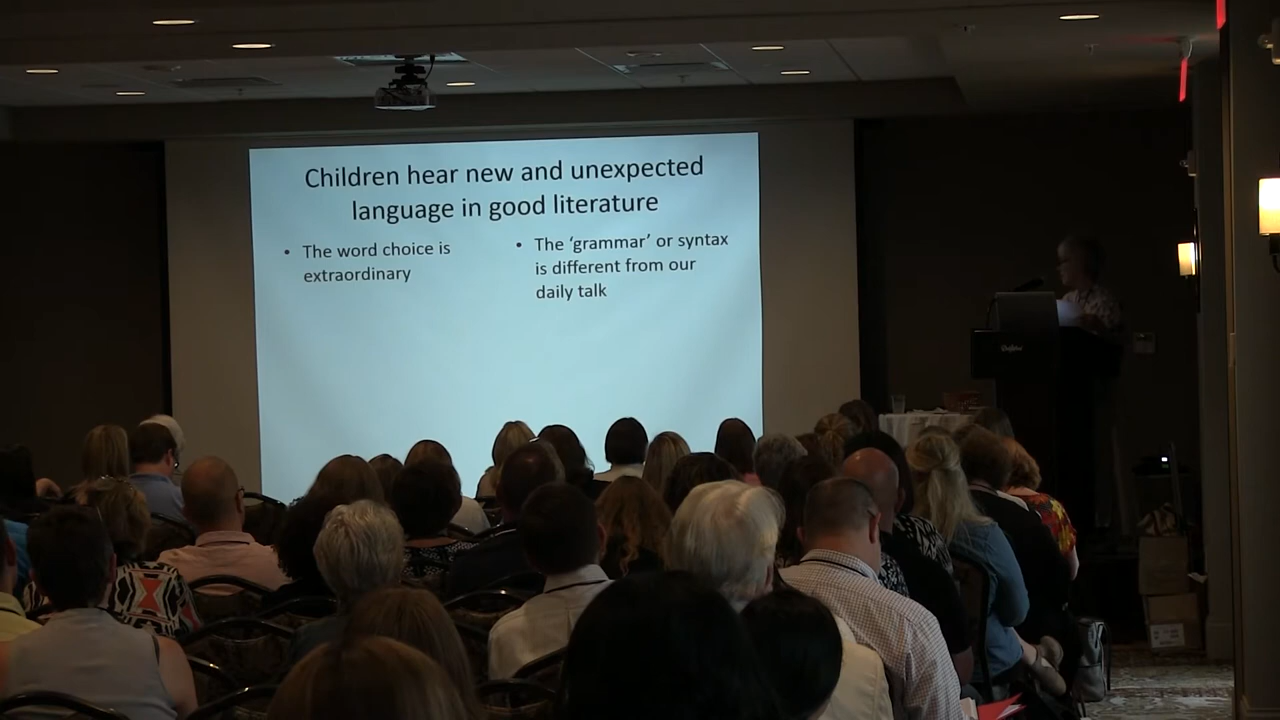 Children hear new and unexpected
language in good literature
• The word choice is
extraordinary
• The ‘grammar’ or syntax
is different from our
daily talk